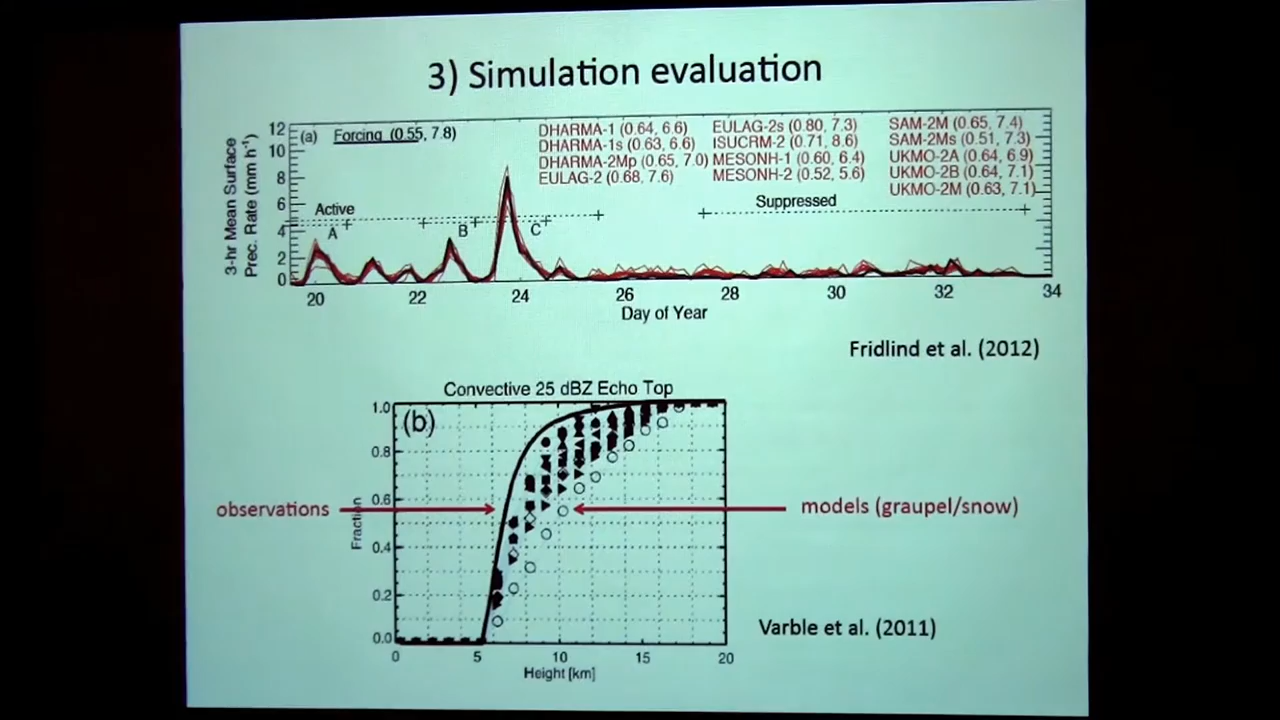 3) Simulation evaluation
3-hr Mean Surface
Prec. Rate (mm h⁻¹)
12
10
8
6
4
2
0
(a) Forcing (0.55, 7.8)
DHARMA-1 (0.64, 6.6)
DHARMA-1s (0.63, 6.6)
DHARMA-2Mp (0.65, 7.0)
EULAG-2 (0.68, 7.6)
EULAG-2s (0.80, 7.3)
ISUCRM-2 (0.71, 8.6)
MESONH-1 (0.60, 6.4)
MESONH-2 (0.52, 5.6)
SAM-2M (0.65, 7.4)
SAM-2Ms (0.51, 7.3)
UKMO-2A (0.64, 6.9)
UKMO-2B (0.64, 7.1)
UKMO-2M (0.63, 7.1)
Active
Suppressed
A
B
C
20 22 24 26 28 30 32 34
Day of Year
Fridlind et al. (2012)
Convective 25 dBZ Echo Top
(b)
1.0
0.8
0.6
0.4
0.2
0.0
Fraction
observations
models (graupel/snow)
Varble et al. (2011)
0 5 10 15 20
Height [km]